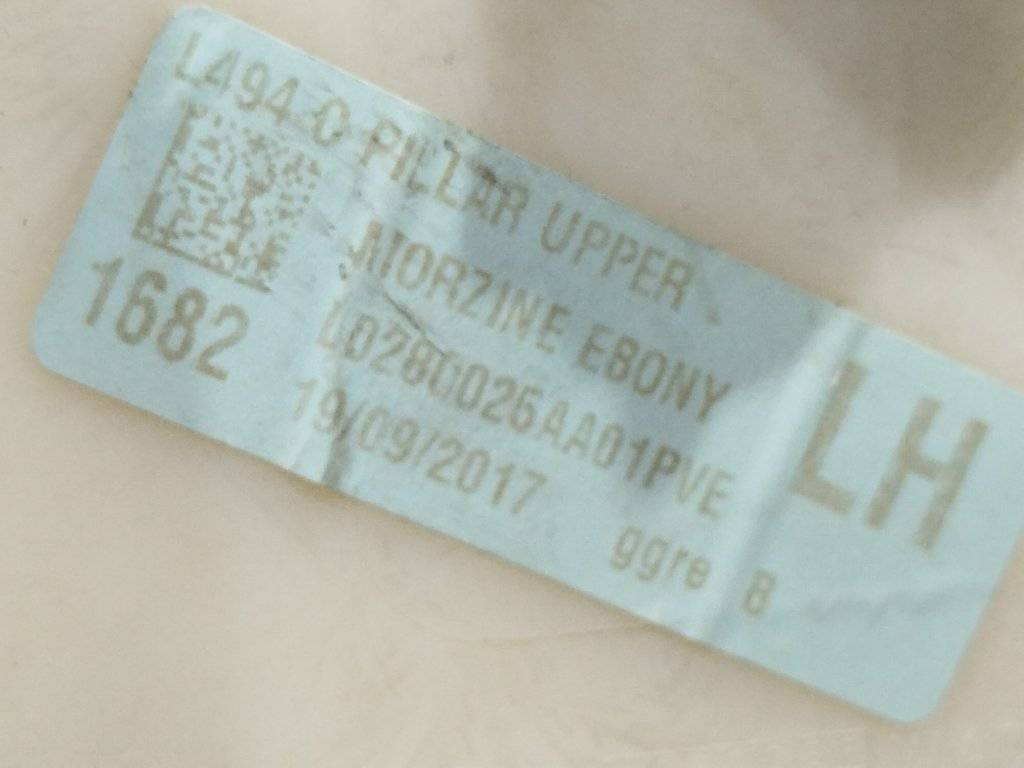 L494 C PILLAR UPPER
MORZINE EBONY
1682
19/09/2017
LH
ggre B